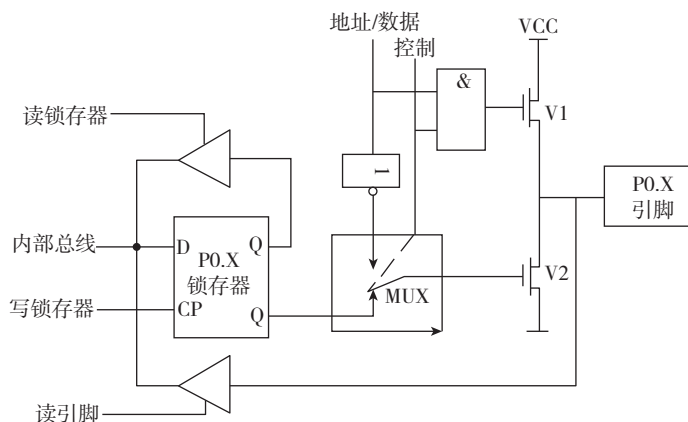 地址/数据
控制
VCC
&
V1
读锁存器
1
P0.X
引脚
内部总线
D
Q
P0.X
锁存器
V2
MUX
写锁存器
CP
Q
读引脚